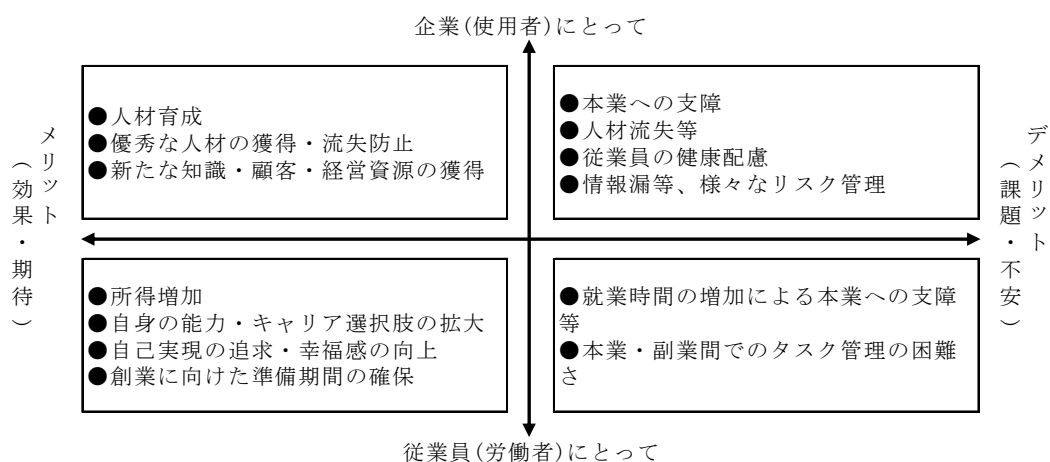 企業(使用者)にとって
メリット
(効果・期待)
●人材育成
●優秀な人材の獲得・流失防止
●新たな知識・顧客・経営資源の獲得
●本業への支障
●人材流失等
●従業員の健康配慮
●情報漏等、様々なリスク管理
デメリット
(課題・不安)
●所得増加
●自身の能力・キャリア選択肢の拡大
●自己実現の追求・幸福感の向上
●創業に向けた準備期間の確保
●就業時間の増加による本業への支障
等
●本業・副業間でのタスク管理の困難
さ
従業員(労働者)にとって